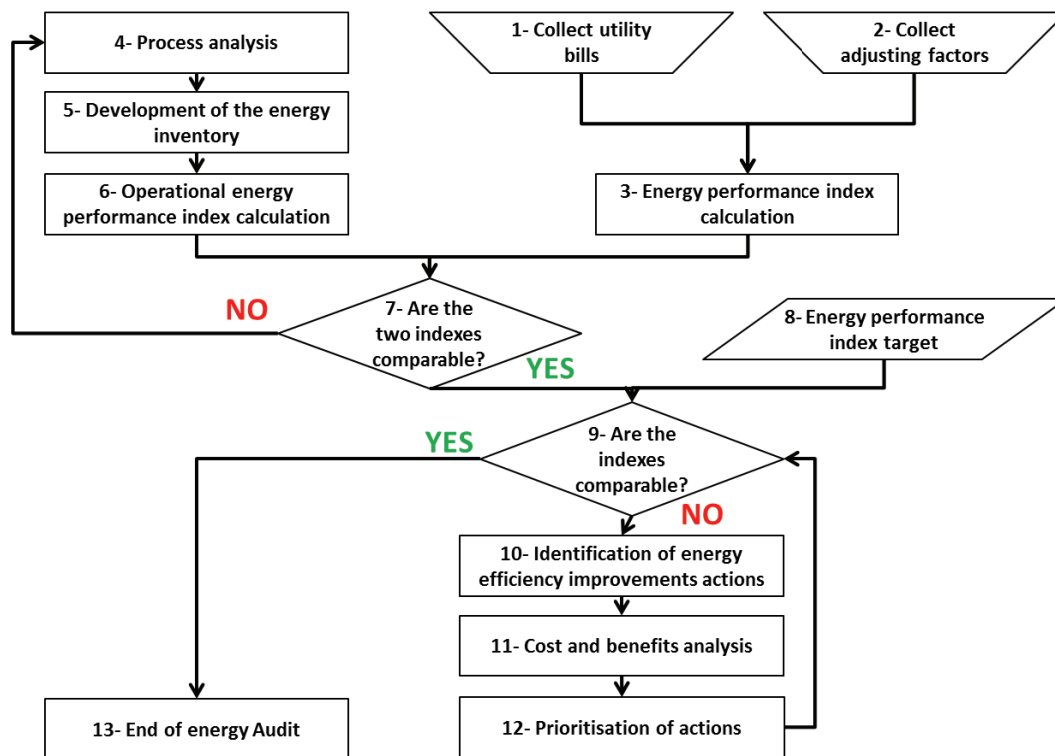 4- Process analysis
1- Collect utility
bills
2- Collect
adjusting factors
5- Development of the energy
inventory
6- Operational energy
performance index calculation
3- Energy performance index
calculation
7- Are the
two indexes
comparable?
NO
YES
8- Energy performance
index target
9- Are the
indexes
comparable?
YES
NO
10- Identification of energy
efficiency improvements actions
11- Cost and benefits analysis
12- Prioritisation of actions
13- End of energy Audit